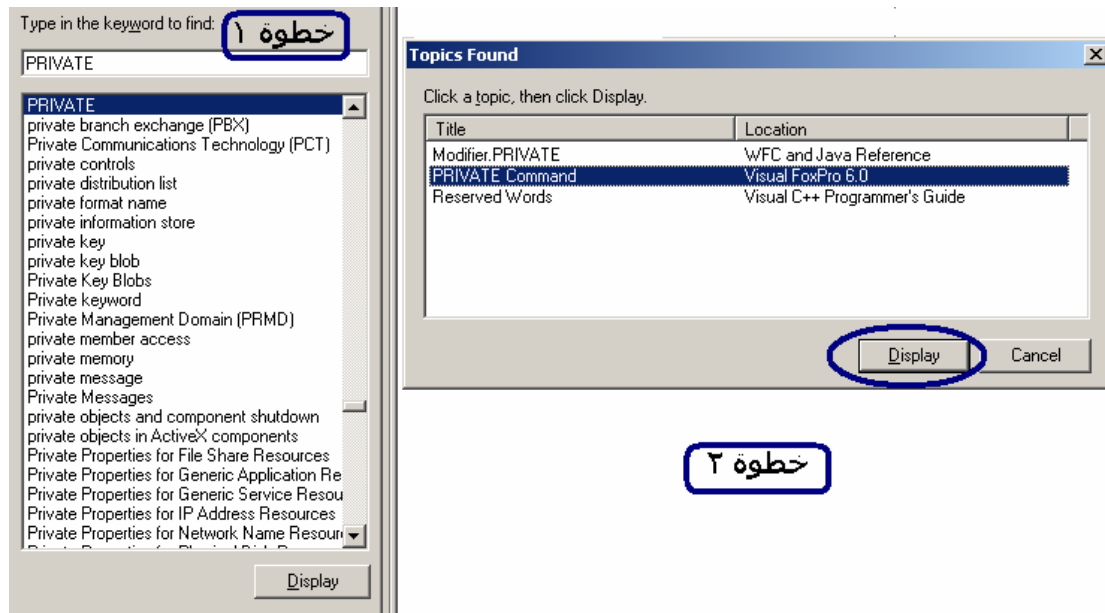 Type in the keyword to find:
خطوة ١
PRIVATE
PRIVATE
private branch exchange (PBX)
Private Communications Technology (PCT)
private controls
private distribution list
private format name
private information store
private key
private key blob
Private Key Blobs
Private keyword
Private Management Domain (PRMD)
private member access
private memory
private message
Private Messages
private objects and component shutdown
private objects in ActiveX components
Private Properties for File Share Resources
Private Properties for Generic Application Re
Private Properties for Generic Service Resou
Private Properties for IP Address Resources
Private Properties for Network Name Resour
Display
Topics Found
Click a topic, then click Display.
Title Location
Modifier.PRIVATE WFC and Java Reference
PRIVATE Command Visual FoxPro 6.0
Reserved Words Visual C++ Programmer's Guide
Display Cancel
خطوة ٢